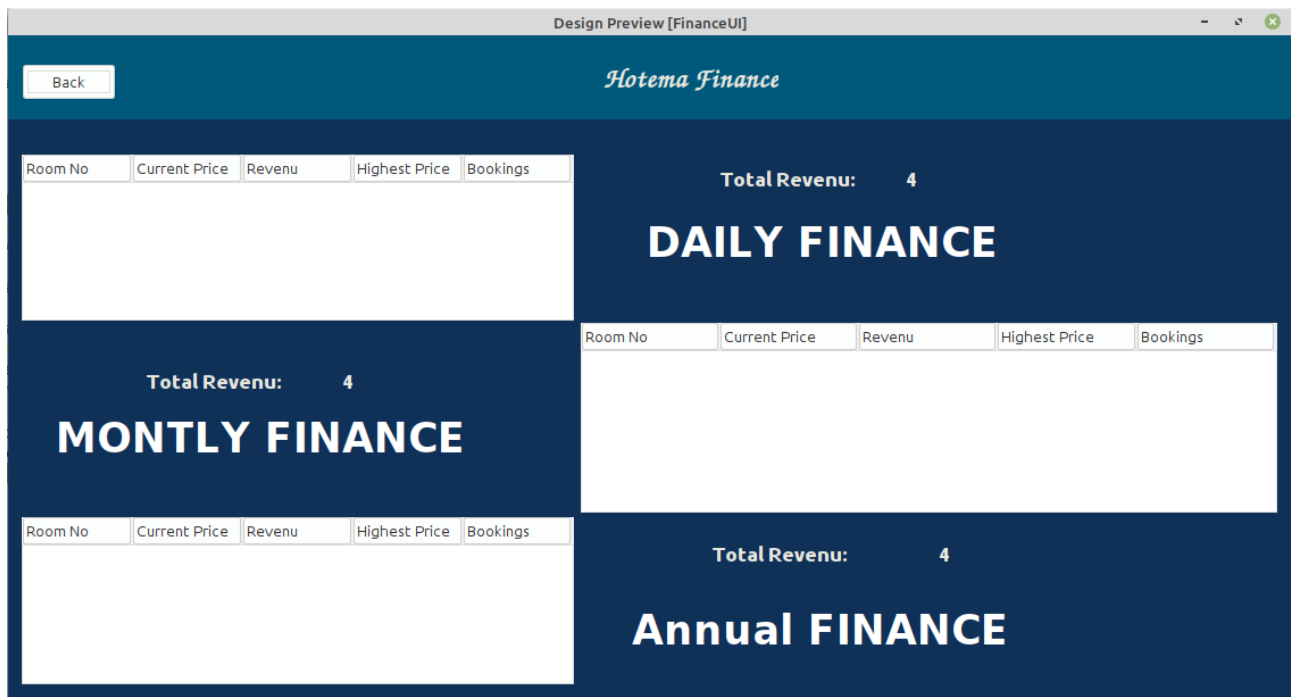 Design Preview [FinanceUI]
Back
Hotema Finance
Room No Current Price Revenu Highest Price Bookings
Total Revenu: 4
DAILY FINANCE
Room No Current Price Revenu Highest Price Bookings
Total Revenu: 4
MONTLY FINANCE
Room No Current Price Revenu Highest Price Bookings
Total Revenu: 4
Annual FINANCE